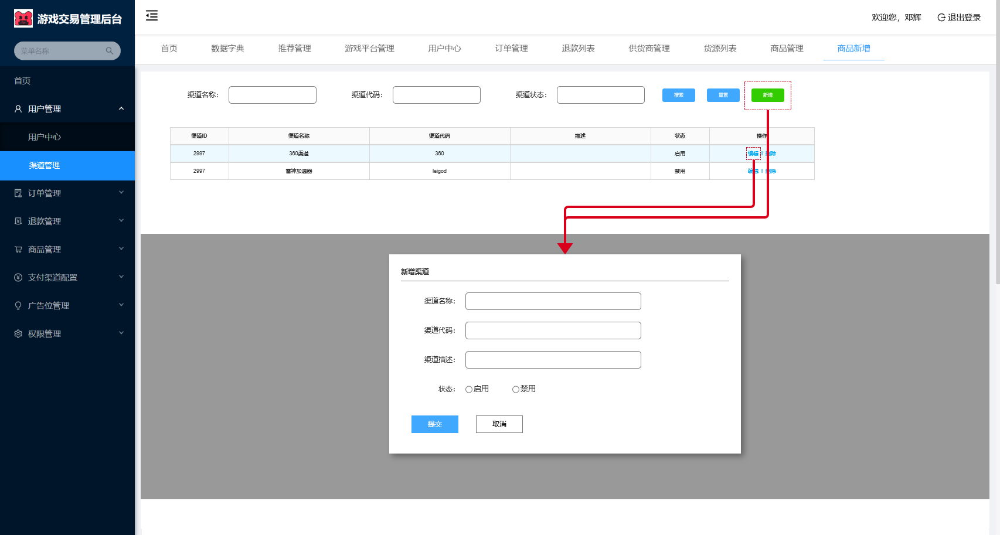 游戏交易管理后台
菜单名称
首页
用户管理
用户中心
渠道管理
订单管理
退款管理
商品管理
支付渠道配置
广告位管理
权限管理
欢迎您，邓辉 退出登录
首页 数据字典 推荐管理 游戏平台管理 用户中心 订单管理 退款列表 供货商管理 货源列表 商品管理 商品新增
渠道名称： 渠道代码： 渠道状态： 搜索 重置 新增
渠道ID 渠道名称 渠道代码 描述 状态 操作
2997 360渠道 360 启用 编辑 | 删除
2997 雷神加速器 leigod 禁用 编辑 | 删除
新增渠道
渠道名称：
渠道代码：
渠道描述：
状态： 启用 禁用
提交 取消